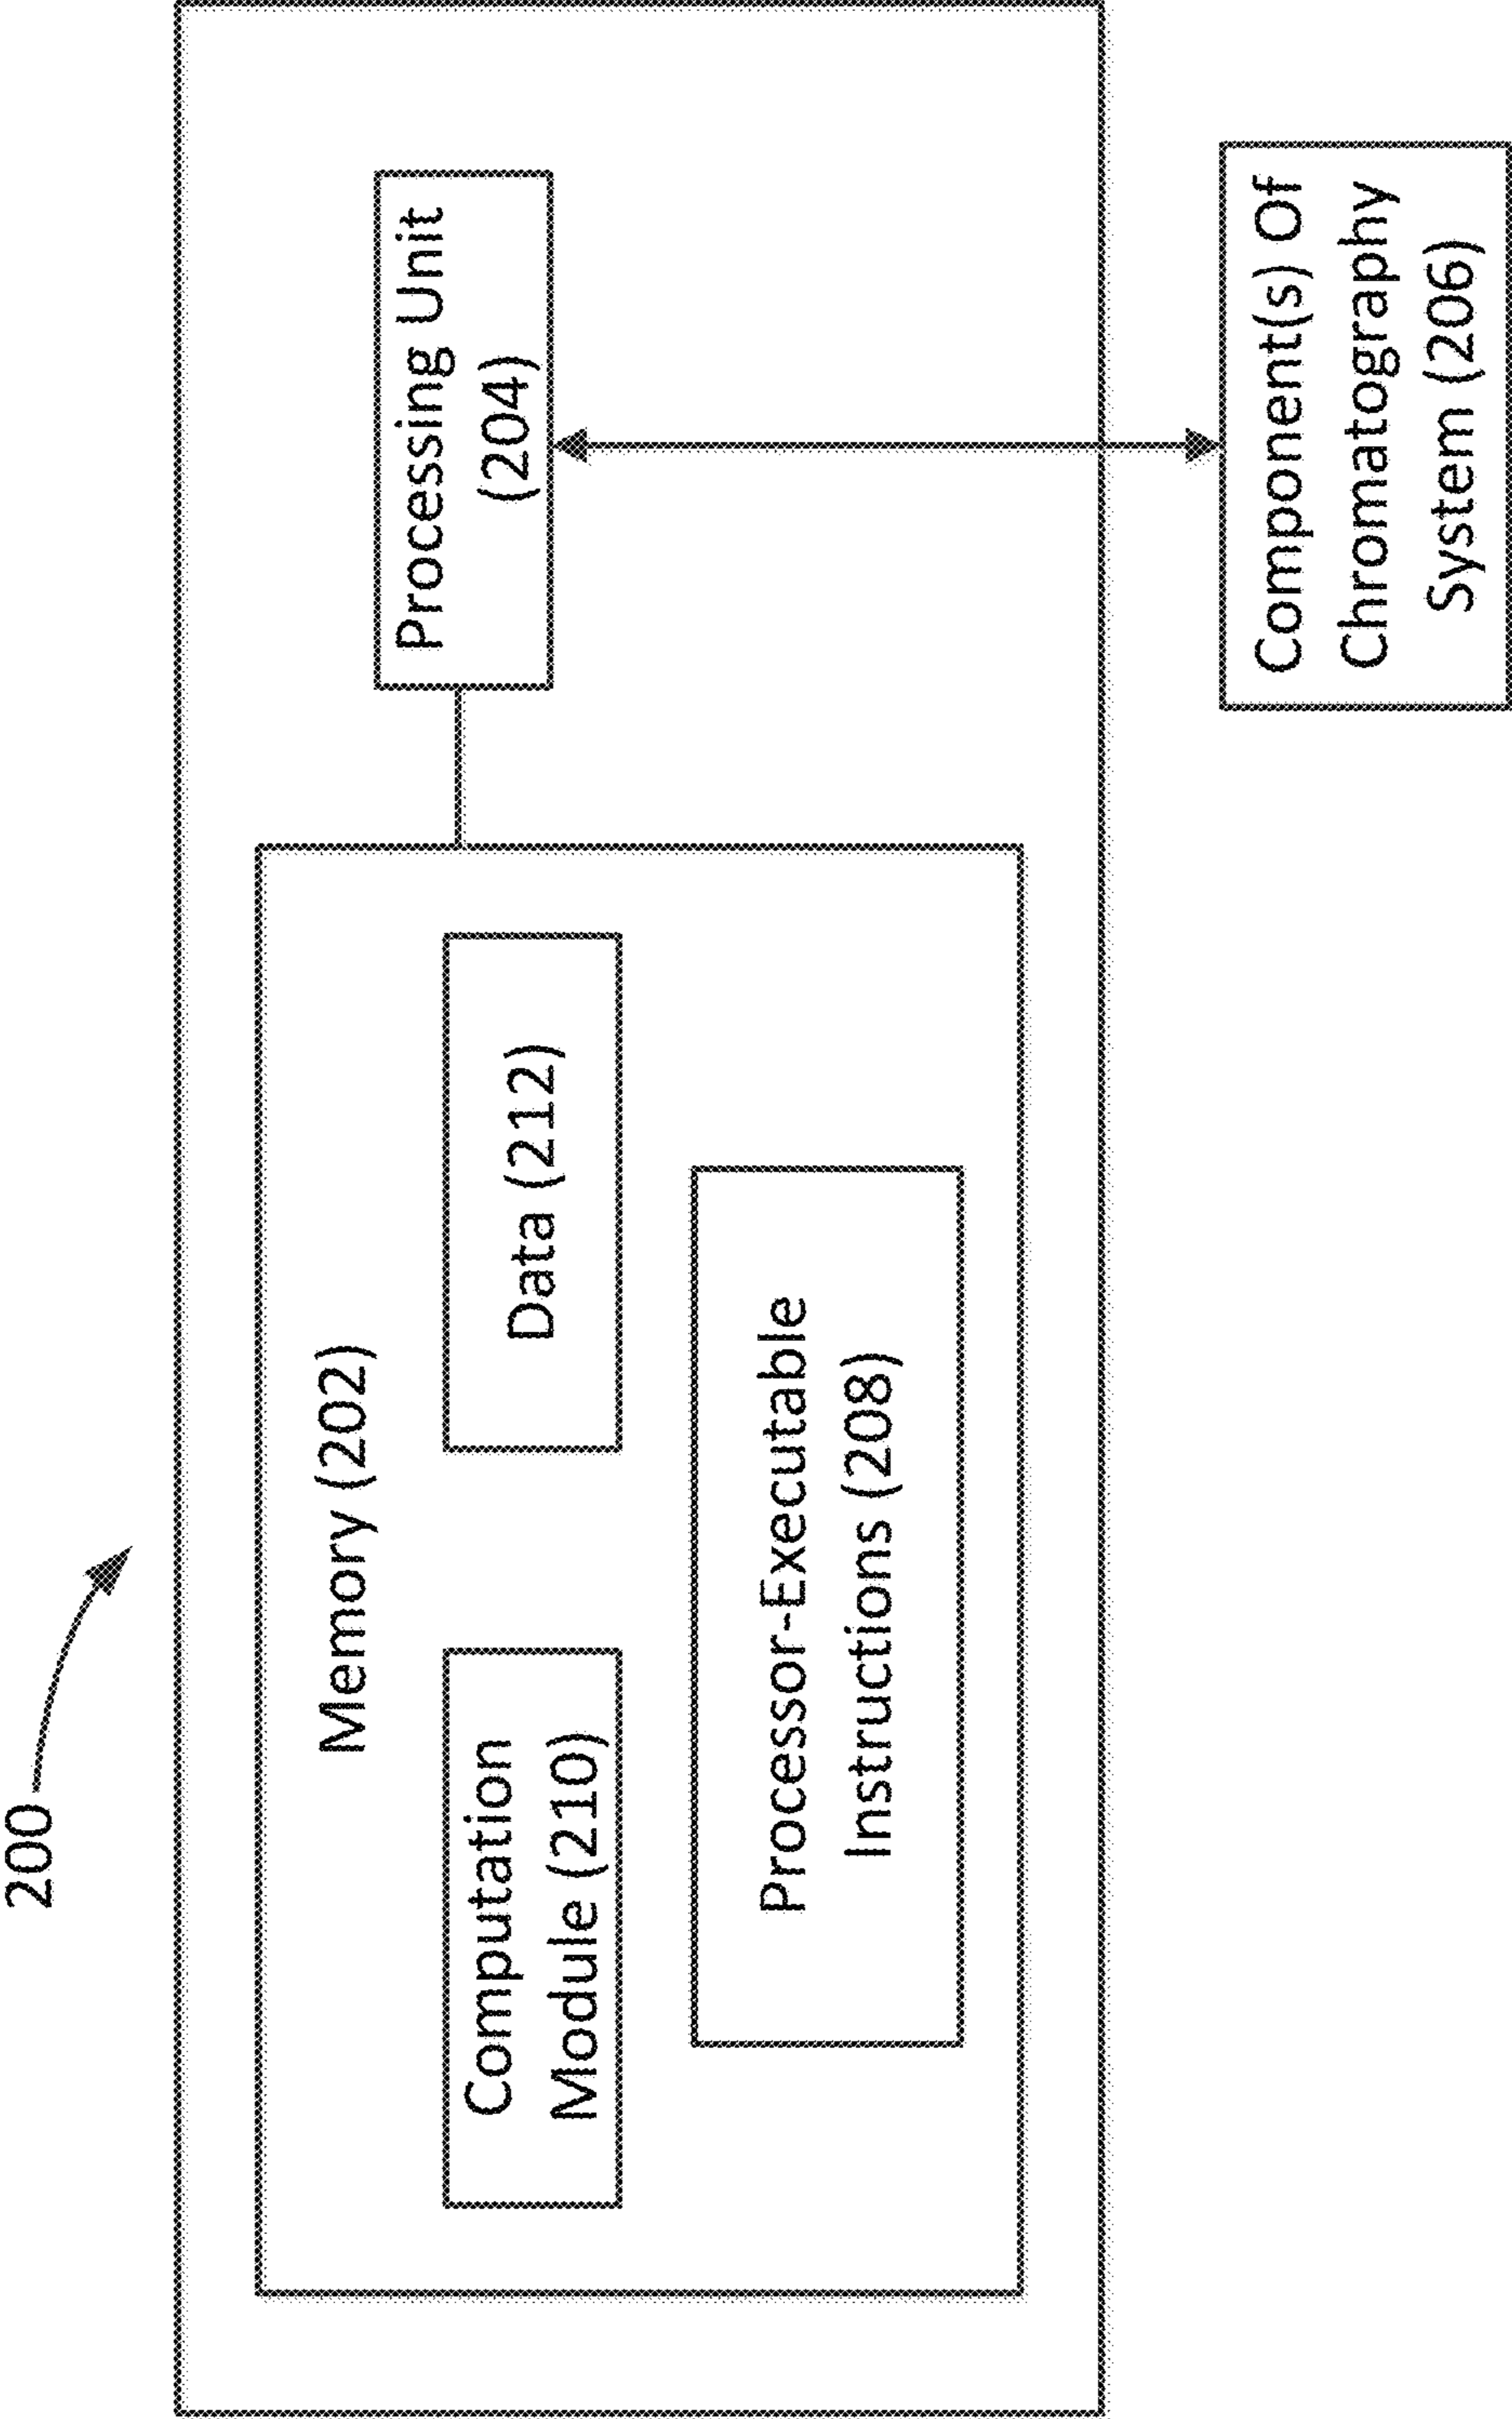 200
Memory (202)
Computation
Module (210)
Data (212)
Processor-Executable
Instructions (208)
Processing Unit
(204)
Component(s) Of
Chromatography
System (206)